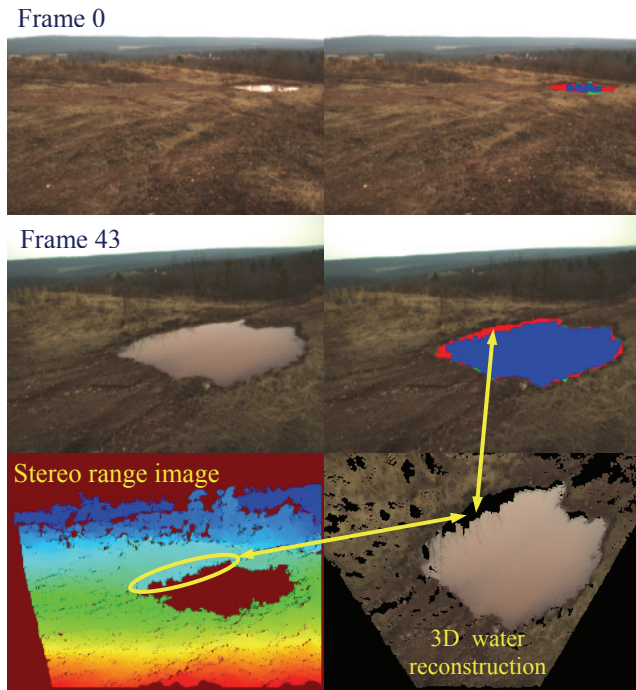 Frame 0
Frame 43
Stereo range image
3D water
reconstruction